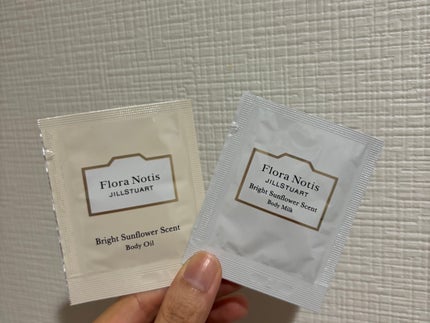 Flora Notis
JILLSTUART
Bright Sunflower Scent
Body Oil
Flora Notis
JILLSTUART
Bright Sunflower Scent
Body Milk